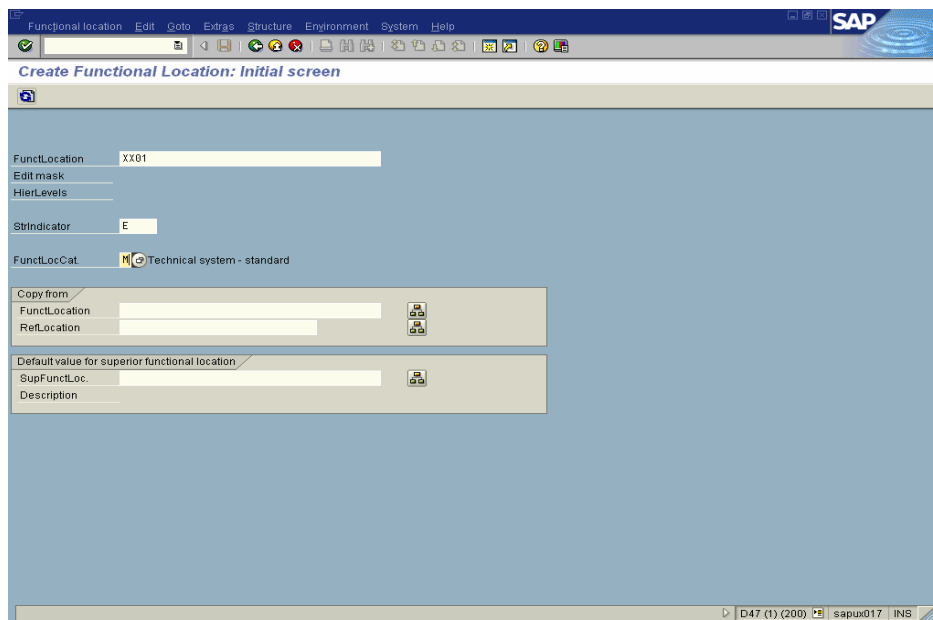 Functional location Edit Goto Extras Structure Environment System Help
SAP
Create Functional Location: Initial screen
FunctLocation XX01
Edit mask
HierLevels
StrIndicator E
FunctLocCat. M Technical system - standard
Copy from
FunctLocation
RefLocation
Default value for superior functional location
SupFunctLoc.
Description
D47 (1) (200) sapux017 INS